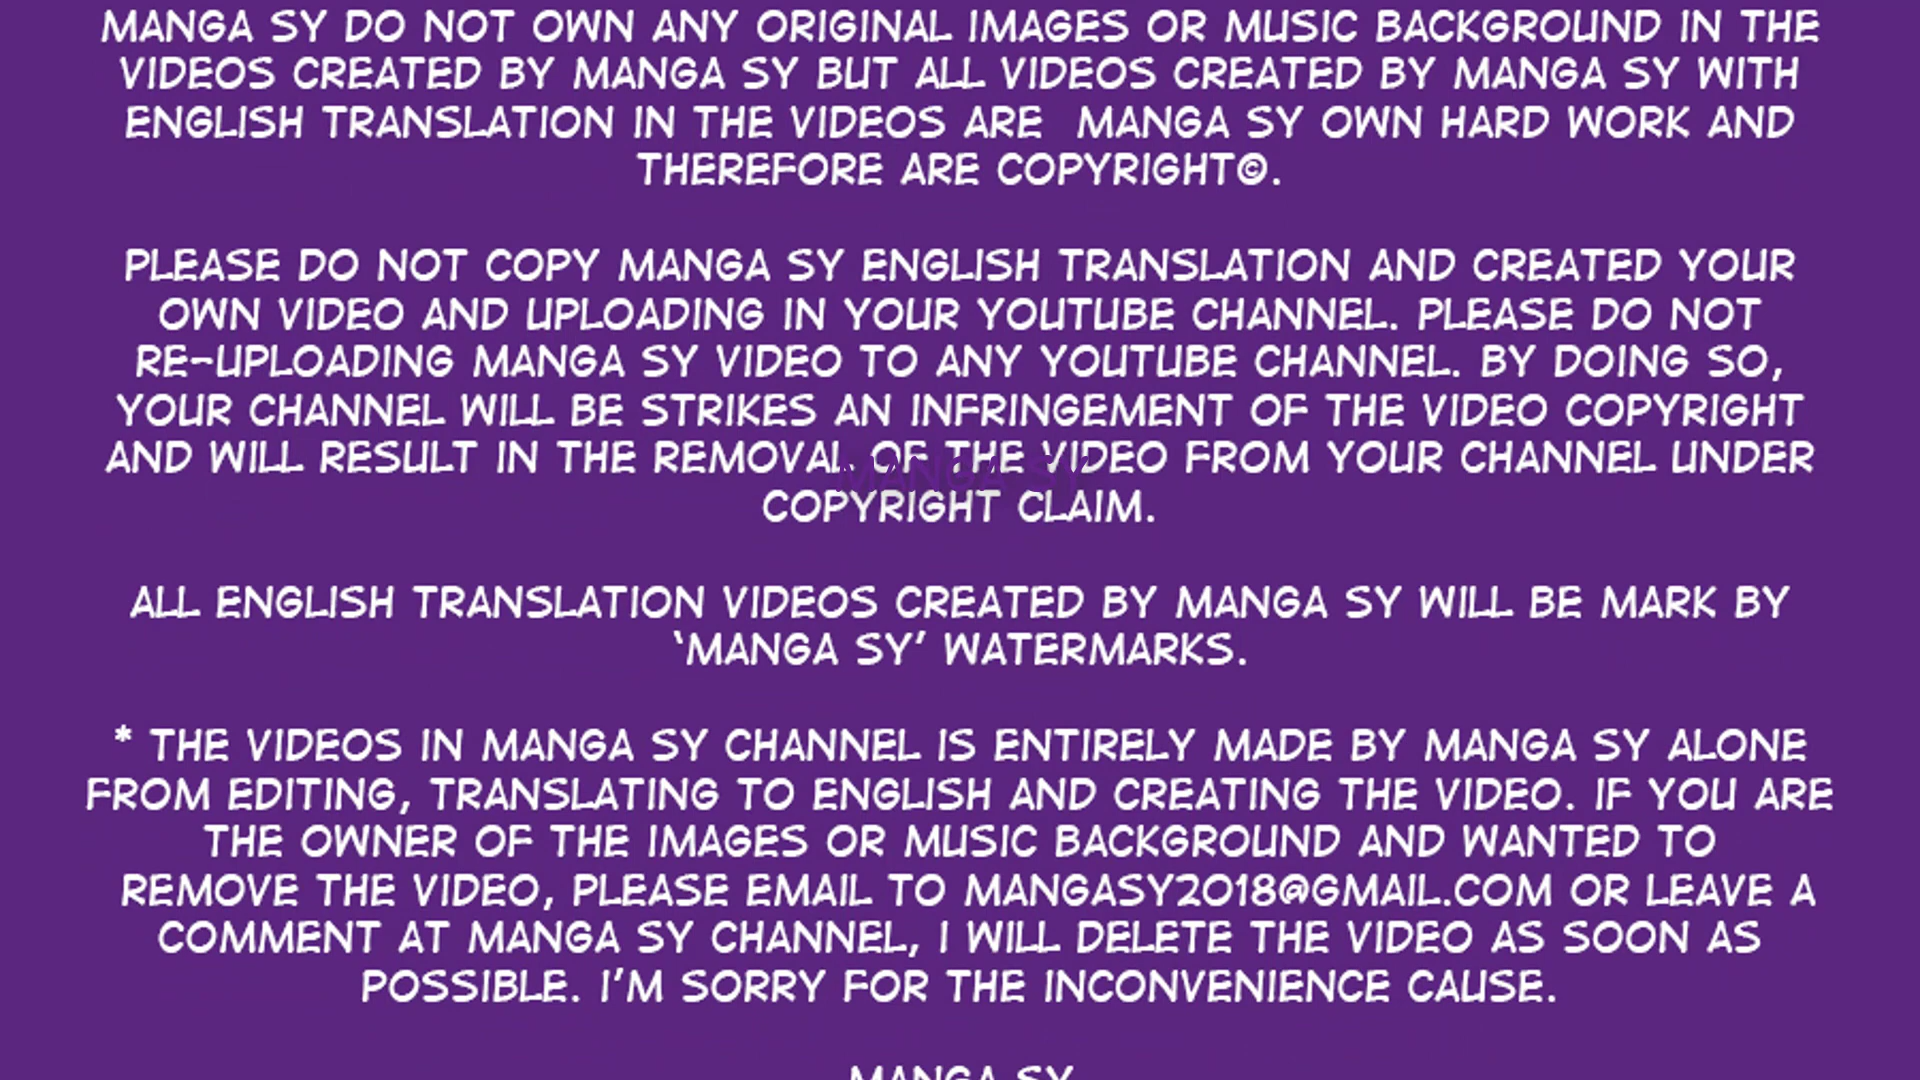 MANGA SY DO NOT OWN ANY ORIGINAL IMAGES OR MUSIC BACKGROUND IN THE
VIDEOS CREATED BY MANGA SY BUT ALL VIDEOS CREATED BY MANGA SY WITH
ENGLISH TRANSLATION IN THE VIDEOS ARE MANGA SY OWN HARD WORK AND
THEREFORE ARE COPYRIGHT©.
PLEASE DO NOT COPY MANGA SY ENGLISH TRANSLATION AND CREATED YOUR
OWN VIDEO AND UPLOADING IN YOUR YOUTUBE CHANNEL. PLEASE DO NOT
RE-UPLOADING MANGA SY VIDEO TO ANY YOUTUBE CHANNEL. BY DOING SO,
YOUR CHANNEL WILL BE STRIKES AN INFRINGEMENT OF THE VIDEO COPYRIGHT
AND WILL RESULT IN THE REMOVAL OF THE VIDEO FROM YOUR CHANNEL UNDER
MANGA SY
COPYRIGHT CLAIM.
ALL ENGLISH TRANSLATION VIDEOS CREATED BY MANGA SY WILL BE MARK BY
'MANGA SY' WATERMARKS.
* THE VIDEOS IN MANGA SY CHANNEL IS ENTIRELY MADE BY MANGA SY ALONE
FROM EDITING, TRANSLATING TO ENGLISH AND CREATING THE VIDEO. IF YOU ARE
THE OWNER OF THE IMAGES OR MUSIC BACKGROUND AND WANTED TO
REMOVE THE VIDEO, PLEASE EMAIL TO MANGASY2018@GMAIL.COM OR LEAVE A
COMMENT AT MANGA SY CHANNEL, I WILL DELETE THE VIDEO AS SOON AS
POSSIBLE. I'M SORRY FOR THE INCONVENIENCE CAUSE.
MANGA SY